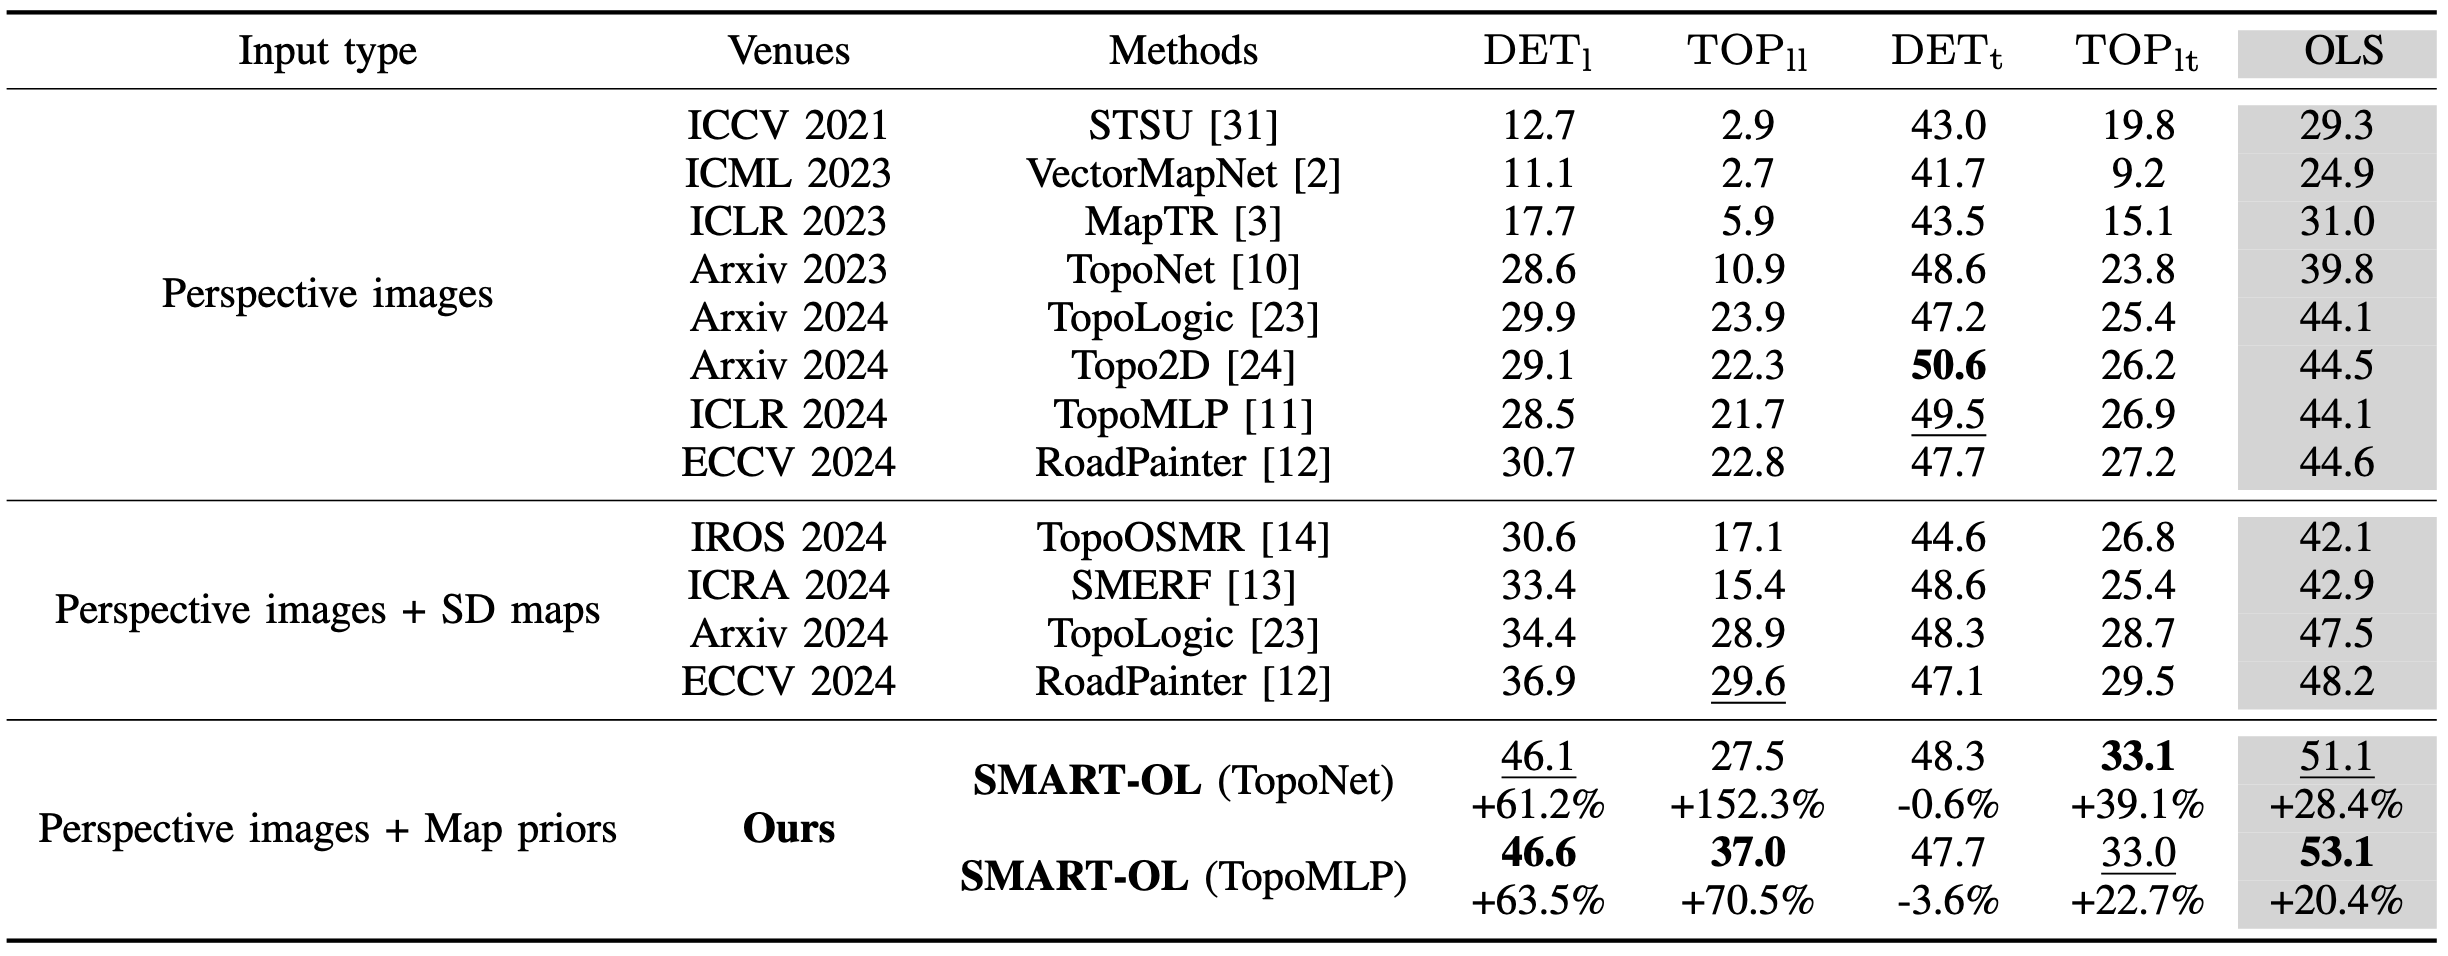 Input type Venues Methods DETl TOPll DETt TOPlt OLS
ICCV 2021 STSU [31] 12.7 2.9 43.0 19.8 29.3
ICML 2023 VectorMapNet [2] 11.1 2.7 41.7 9.2 24.9
ICLR 2023 MapTR [3] 17.7 5.9 43.5 15.1 31.0
Arxiv 2023 TopoNet [10] 28.6 10.9 48.6 23.8 39.8
Perspective images
Arxiv 2024 TopoLogic [23] 29.9 23.9 47.2 25.4 44.1
Arxiv 2024 Topo2D [24] 29.1 22.3 50.6 26.2 44.5
ICLR 2024 TopoMLP [11] 28.5 21.7 49.5 26.9 44.1
ECCV 2024 RoadPainter [12] 30.7 22.8 47.7 27.2 44.6
IROS 2024 TopoOSMR [14] 30.6 17.1 44.6 26.8 42.1
ICRA 2024 SMERF [13] 33.4 15.4 48.6 25.4 42.9
Perspective images + SD maps
Arxiv 2024 TopoLogic [23] 34.4 28.9 48.3 28.7 47.5
ECCV 2024 RoadPainter [12] 36.9 29.6 47.1 29.5 48.2
46.1 27.5 48.3 33.1 51.1
SMART-OL (TopoNet)
+61.2% +152.3% -0.6% +39.1% +28.4%
Perspective images + Map priors Ours
46.6 37.0 47.7 33.0 53.1
SMART-OL (TopoMLP)
+63.5% +70.5% -3.6% +22.7% +20.4%